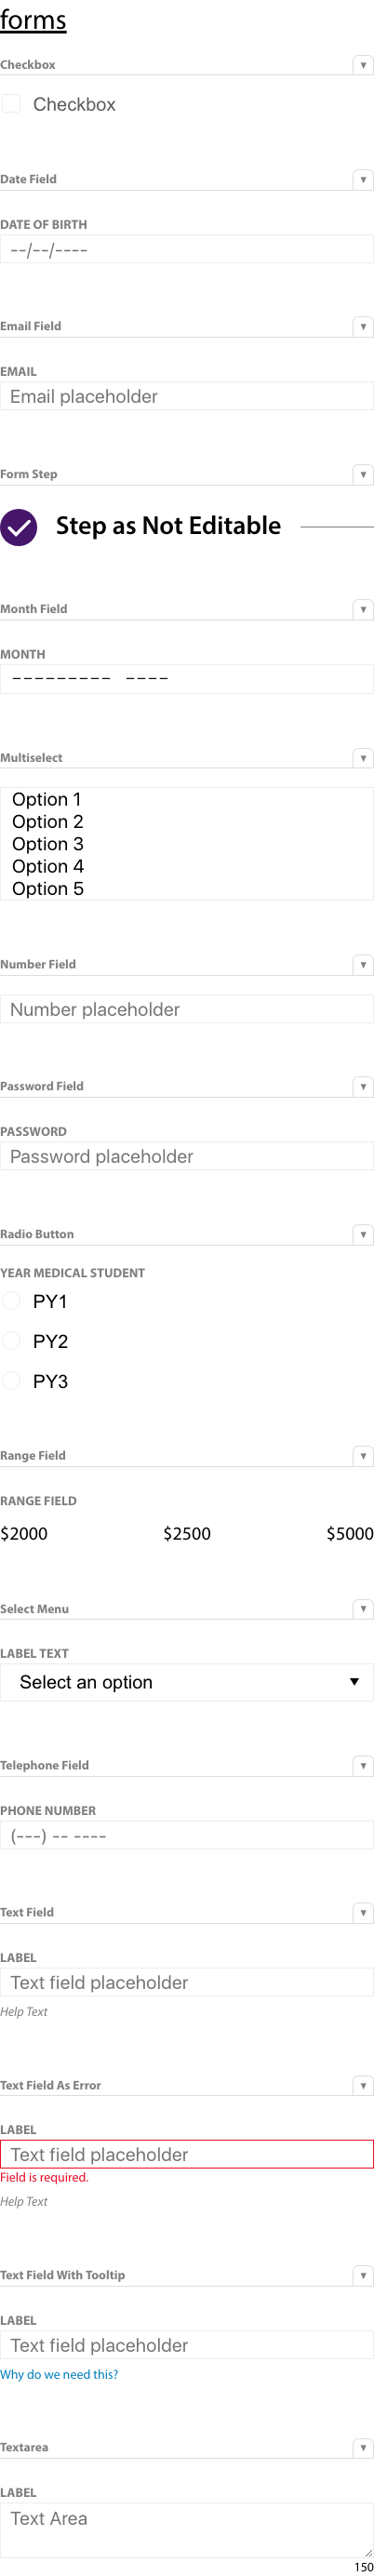 forms
Checkbox ▼
Checkbox
Date Field ▼
DATE OF BIRTH
--/--/----
Email Field ▼
EMAIL
Email placeholder
Form Step ▼
Step as Not Editable
Month Field ▼
MONTH
--------- ----
Multiselect ▼
Option 1
Option 2
Option 3
Option 4
Option 5
Number Field ▼
Number placeholder
Password Field ▼
PASSWORD
Password placeholder
Radio Button ▼
YEAR MEDICAL STUDENT
PY1
PY2
PY3
Range Field ▼
RANGE FIELD
$2000 $2500 $5000
Select Menu ▼
LABEL TEXT
Select an option ▼
Telephone Field ▼
PHONE NUMBER
(---) -- ----
Text Field ▼
LABEL
Text field placeholder
Help Text
Text Field As Error ▼
LABEL
Text field placeholder
Field is required.
Help Text
Text Field With Tooltip ▼
LABEL
Text field placeholder
Why do we need this?
Textarea ▼
LABEL
Text Area
150